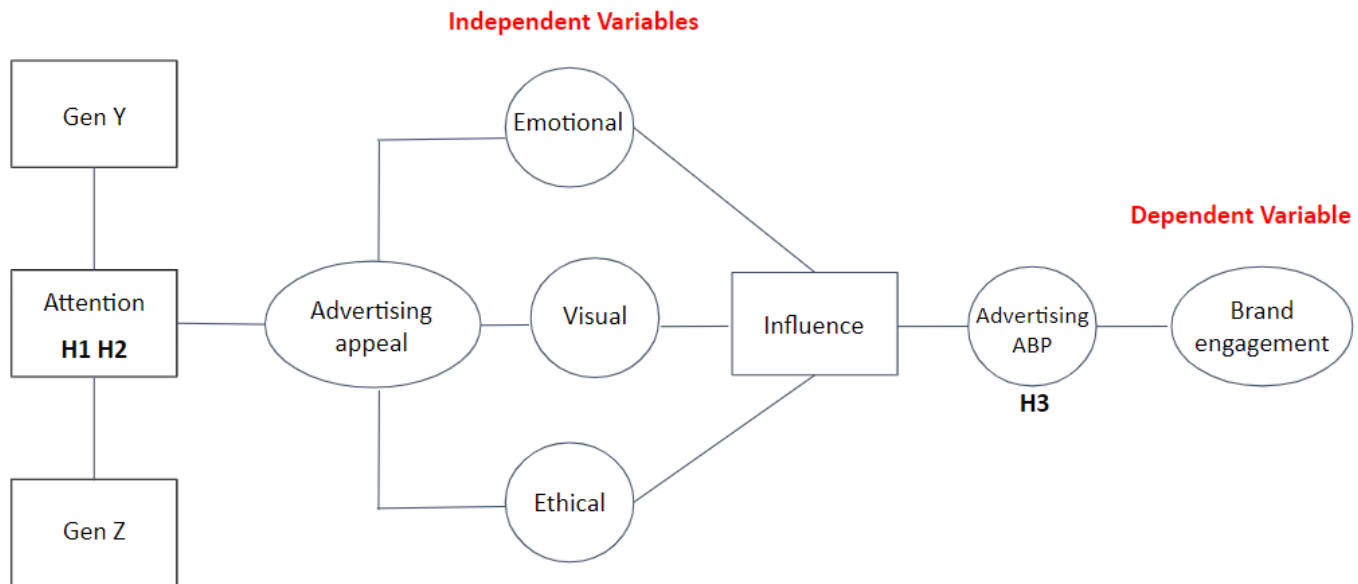 Independent Variables
Gen Y
Emotional
Dependent Variable
Attention
H1 H2
Advertising
appeal
Visual
Influence
Advertising
ABP
H3
Brand
engagement
Gen Z
Ethical